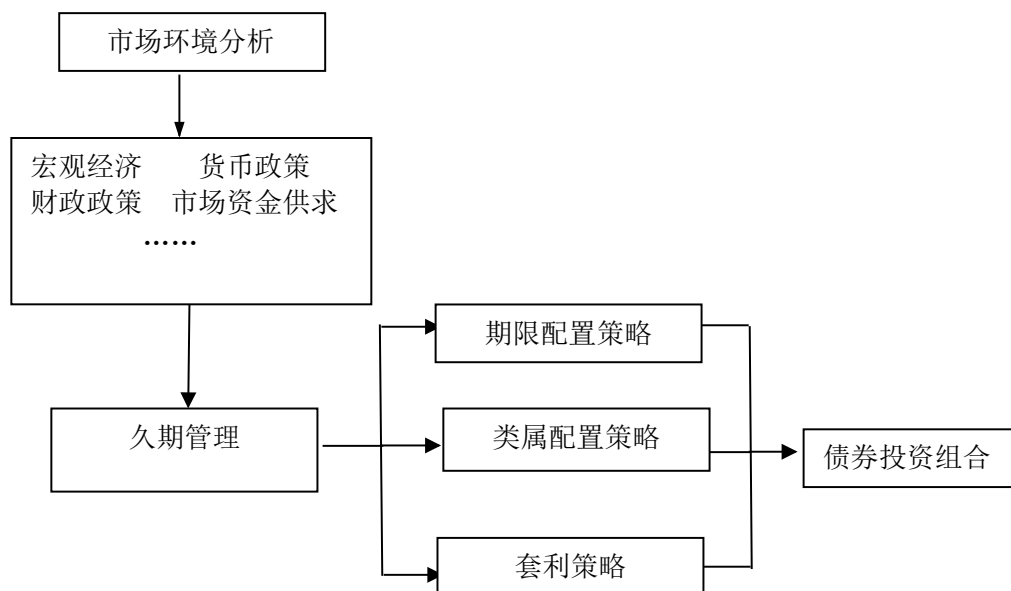 市场环境分析
宏观经济 货币政策
财政政策 市场资金供求
……
期限配置策略
久期管理
类属配置策略
债券投资组合
套利策略